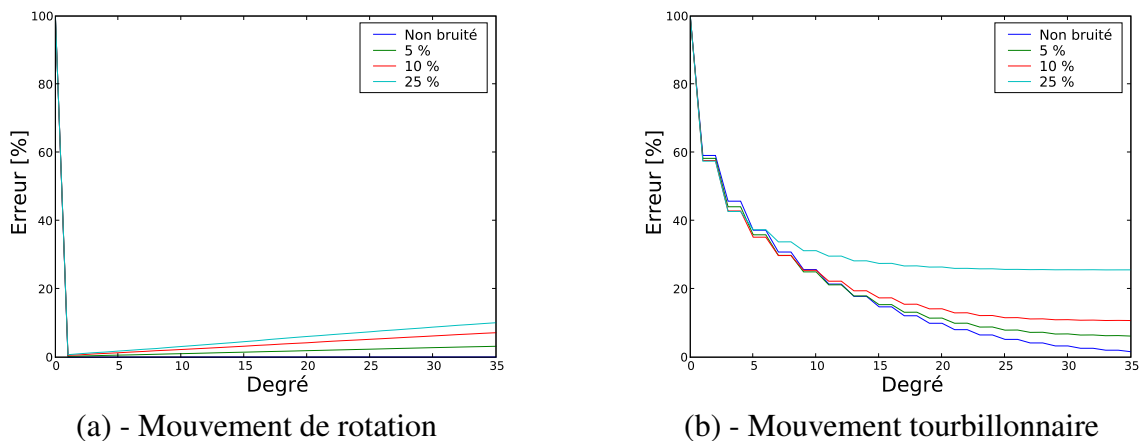 100
80
60
40
20
0
Erreur [%]
0 5 10 15 20 25 30 35
Degré
Non bruité
5 %
10 %
25 %
(a) - Mouvement de rotation
100
80
60
40
20
0
Erreur [%]
0 5 10 15 20 25 30 35
Degré
Non bruité
5 %
10 %
25 %
(b) - Mouvement tourbillonnaire